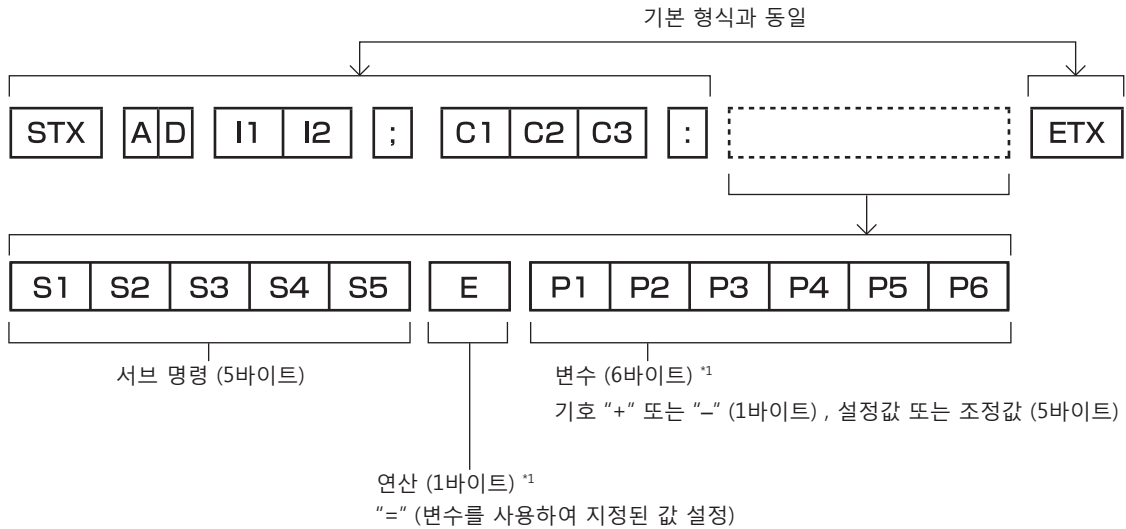 기본 형식과 동일
STX A D I1 I2 ; C1 C2 C3 : ETX
S1 S2 S3 S4 S5 E P1 P2 P3 P4 P5 P6
서브 명령 (5바이트)
변수 (6바이트) *1
기호 "+" 또는 "–" (1바이트) , 설정값 또는 조정값 (5바이트)
연산 (1바이트) *1
"=" (변수를 사용하여 지정된 값 설정)